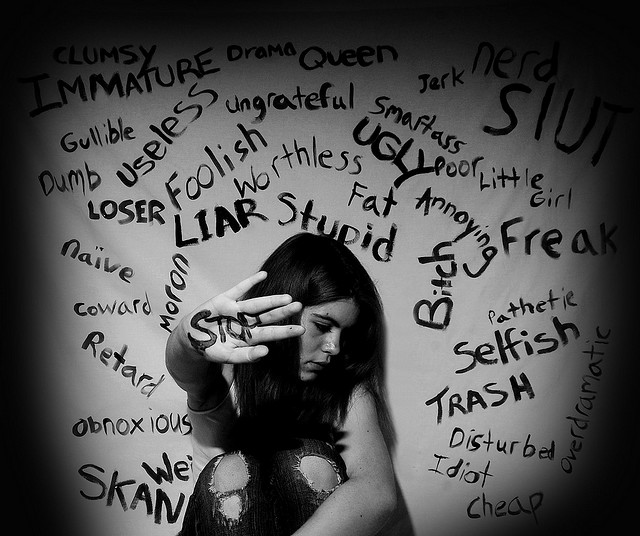 CLUMSY
Drama Queen
IMMATURE
Jerk
nerd
SlUT
Gullible
useless
ungrateful
Smartass
UGLY
Dumb
Foolish
Worthless
Poor Little Girl
LOSER
LIAR
Stupid
Fat
Annoying
Freak
Naïve
moron
Bitch
coward
STOP
Pathetic
Retard
Selfish
overdramatic
TRASH
obnoxious
Disturbed
Idiot
SKAN
Cheap